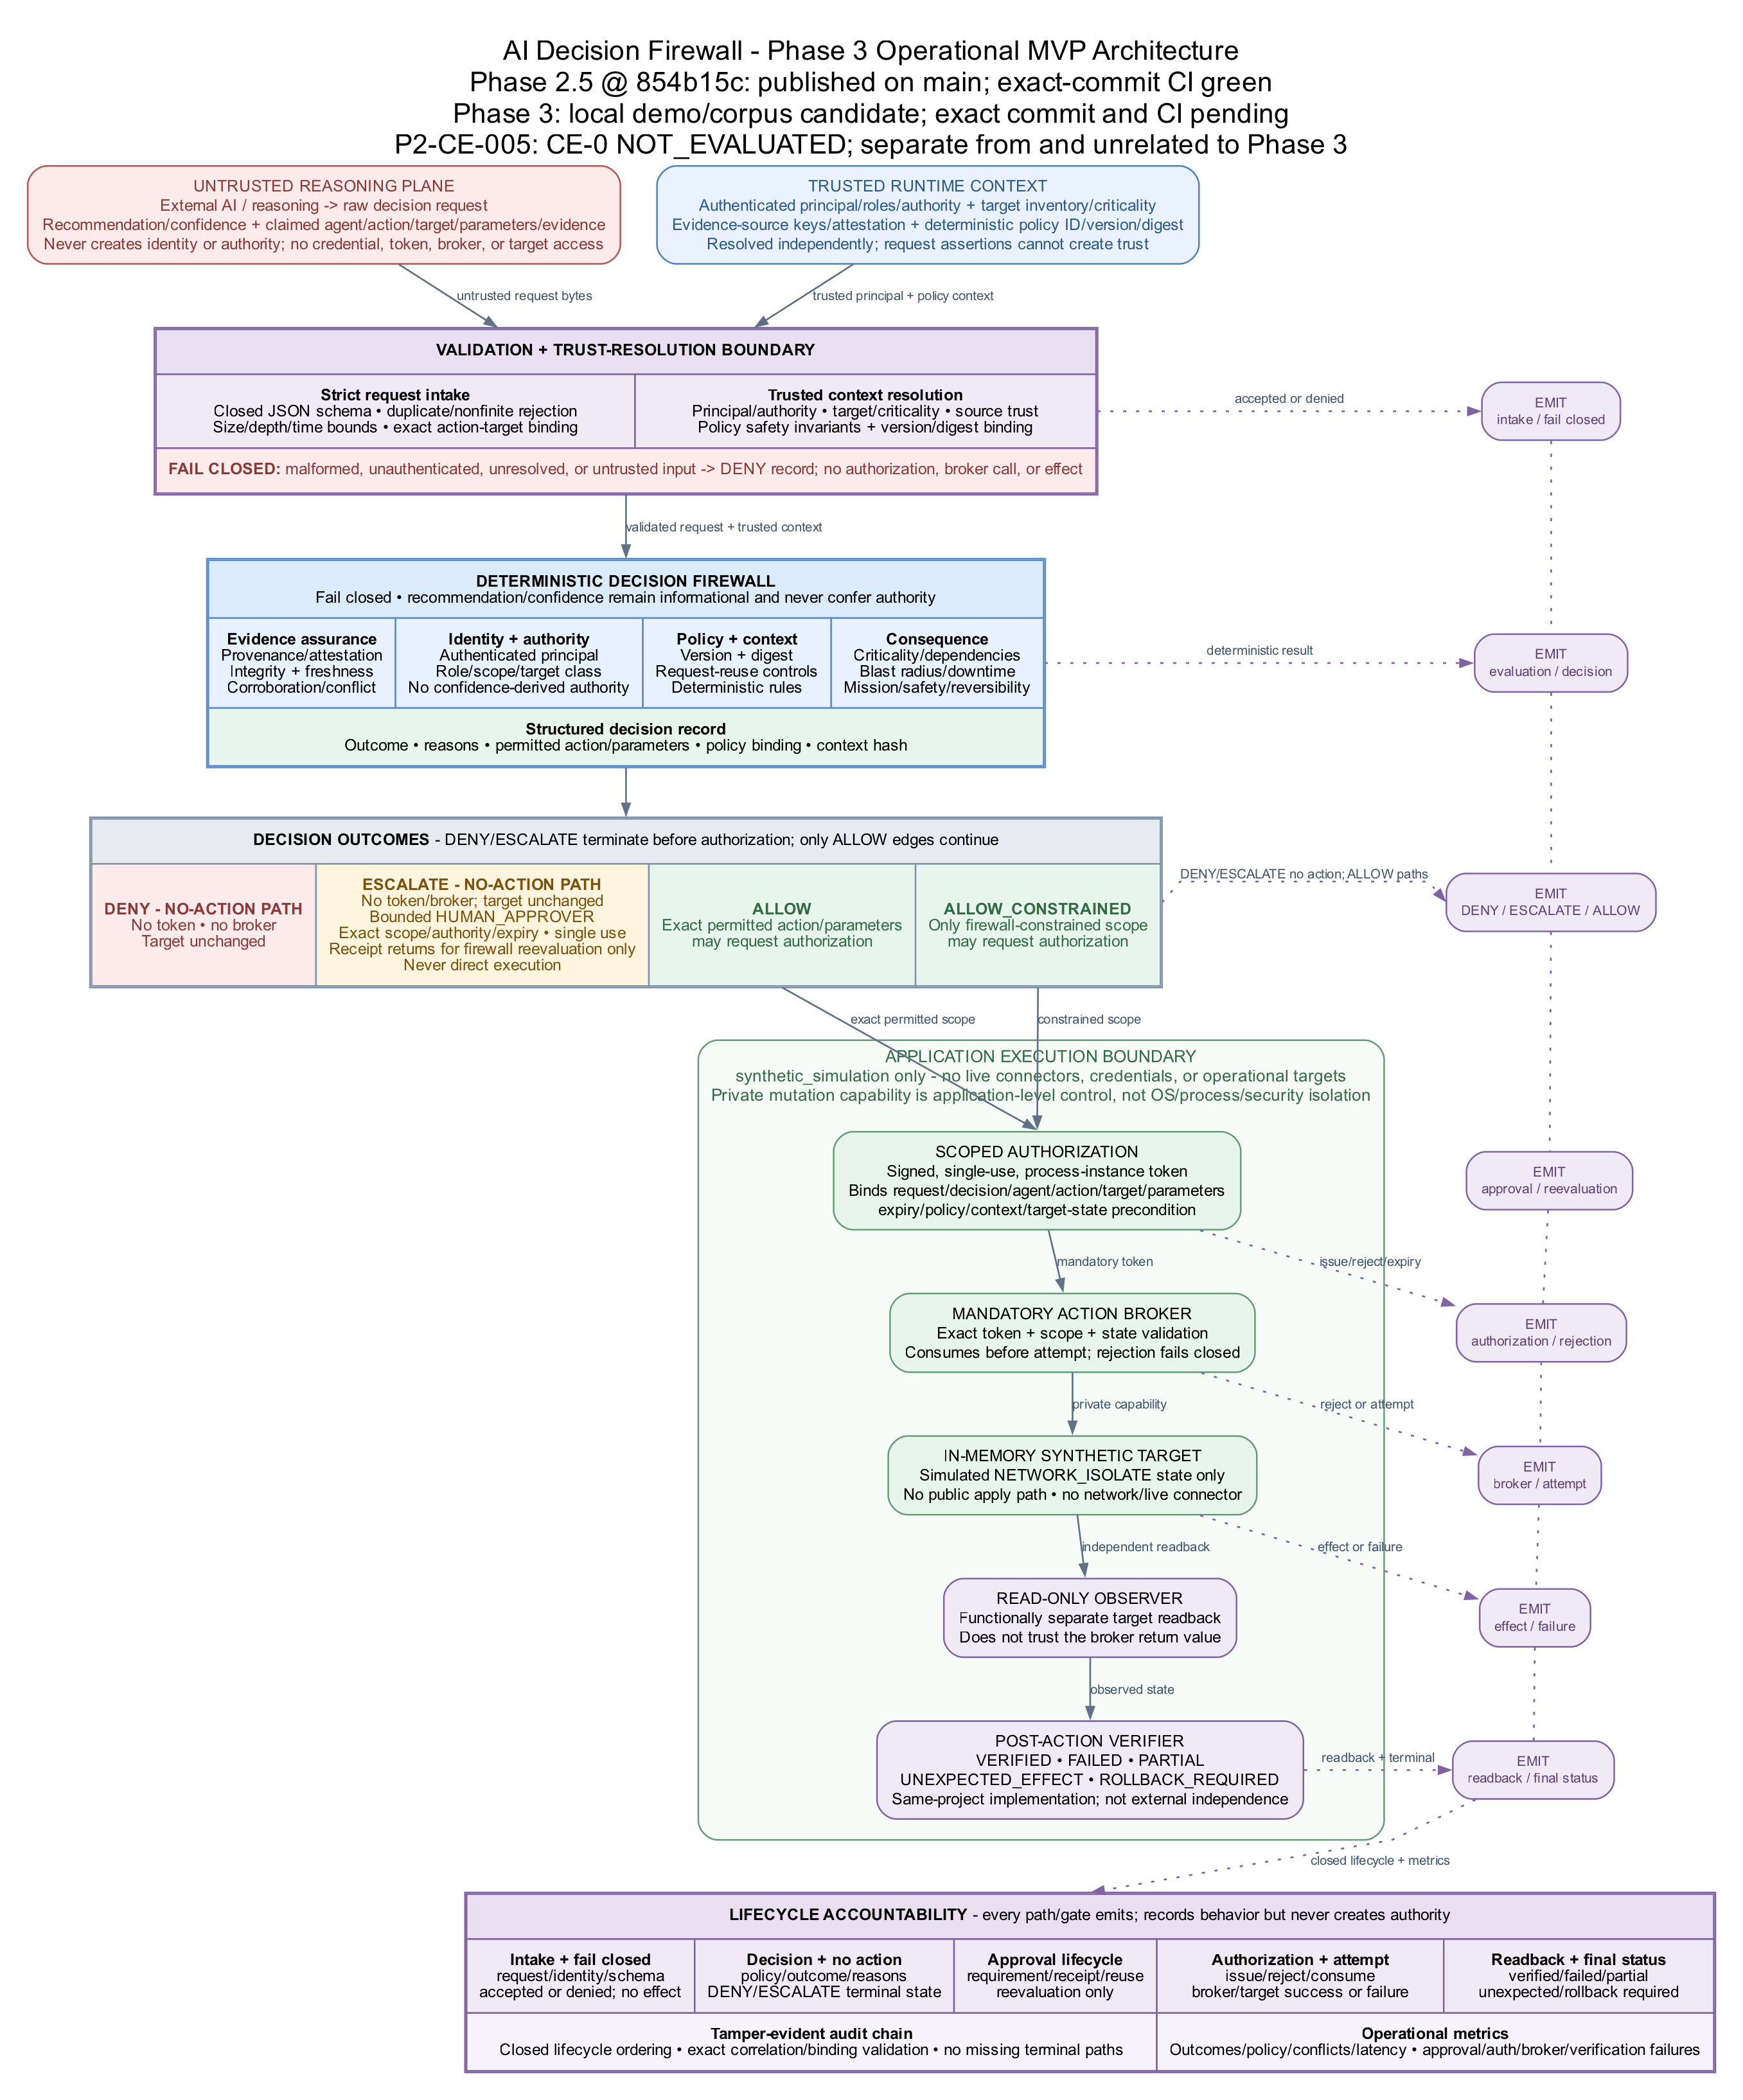 AI Decision Firewall - Phase 3 Operational MVP Architecture
Phase 2.5 @ 854b15c: published on main; exact-commit CI green
Phase 3: local demo/corpus candidate; exact commit and CI pending
P2-CE-005: CE-0 NOT_EVALUATED; separate from and unrelated to Phase 3
UNTRUSTED REASONING PLANE
External AI / reasoning -> raw decision request
Recommendation/confidence + claimed agent/action/target/parameters/evidence
Never creates identity or authority; no credential, token, broker, or target access
TRUSTED RUNTIME CONTEXT
Authenticated principal/roles/authority + target inventory/criticality
Evidence-source keys/attestation + deterministic policy ID/version/digest
Resolved independently; request assertions cannot create trust
untrusted request bytes
trusted principal + policy context
VALIDATION + TRUST-RESOLUTION BOUNDARY
Strict request intake
Closed JSON schema • duplicate/nonfinite rejection
Size/depth/time bounds • exact action-target binding
Trusted context resolution
Principal/authority • target/criticality • source trust
Policy safety invariants + version/digest binding
FAIL CLOSED: malformed, unauthenticated, unresolved, or untrusted input -> DENY record; no authorization, broker call, or effect
accepted or denied
EMIT
intake / fail closed
validated request + trusted context
DETERMINISTIC DECISION FIREWALL
Fail closed • recommendation/confidence remain informational and never confer authority
Evidence assurance
Provenance/attestation
Integrity + freshness
Corroboration/conflict
Identity + authority
Authenticated principal
Role/scope/target class
No confidence-derived authority
Policy + context
Version + digest
Request-reuse controls
Deterministic rules
Consequence
Criticality/dependencies
Blast radius/downtime
Mission/safety/reversibility
Structured decision record
Outcome • reasons • permitted action/parameters • policy binding • context hash
deterministic result
EMIT
evaluation / decision
DECISION OUTCOMES - DENY/ESCALATE terminate before authorization; only ALLOW edges continue
DENY - NO-ACTION PATH
No token • no broker
Target unchanged
ESCALATE - NO-ACTION PATH
No token/broker; target unchanged
Bounded HUMAN_APPROVER
Exact scope/authority/expiry • single use
Receipt returns for firewall reevaluation only
Never direct execution
ALLOW
Exact permitted action/parameters
may request authorization
ALLOW_CONSTRAINED
Only firewall-constrained scope
may request authorization
DENY/ESCALATE no action; ALLOW paths
EMIT
DENY / ESCALATE / ALLOW
exact permitted scope
constrained scope
APPLICATION EXECUTION BOUNDARY
synthetic_simulation only - no live connectors, credentials, or operational targets
Private mutation capability is application-level control, not OS/process/security isolation
SCOPED AUTHORIZATION
Signed, single-use, process-instance token
Binds request/decision/agent/action/target/parameters
expiry/policy/context/target-state precondition
EMIT
approval / reevaluation
mandatory token
issue/reject/expiry
MANDATORY ACTION BROKER
Exact token + scope + state validation
Consumes before attempt; rejection fails closed
EMIT
authorization / rejection
private capability
reject or attempt
IN-MEMORY SYNTHETIC TARGET
Simulated NETWORK_ISOLATE state only
No public apply path • no network/live connector
EMIT
broker / attempt
independent readback
effect or failure
READ-ONLY OBSERVER
Functionally separate target readback
Does not trust the broker return value
EMIT
effect / failure
observed state
POST-ACTION VERIFIER
VERIFIED • FAILED • PARTIAL
UNEXPECTED_EFFECT • ROLLBACK_REQUIRED
Same-project implementation; not external independence
readback + terminal
EMIT
readback / final status
closed lifecycle + metrics
LIFECYCLE ACCOUNTABILITY - every path/gate emits; records behavior but never creates authority
Intake + fail closed
request/identity/schema
accepted or denied; no effect
Decision + no action
policy/outcome/reasons
DENY/ESCALATE terminal state
Approval lifecycle
requirement/receipt/reuse
reevaluation only
Authorization + attempt
issue/reject/consume
broker/target success or failure
Readback + final status
verified/failed/partial
unexpected/rollback required
Tamper-evident audit chain
Closed lifecycle ordering • exact correlation/binding validation • no missing terminal paths
Operational metrics
Outcomes/policy/conflicts/latency • approval/auth/broker/verification failures